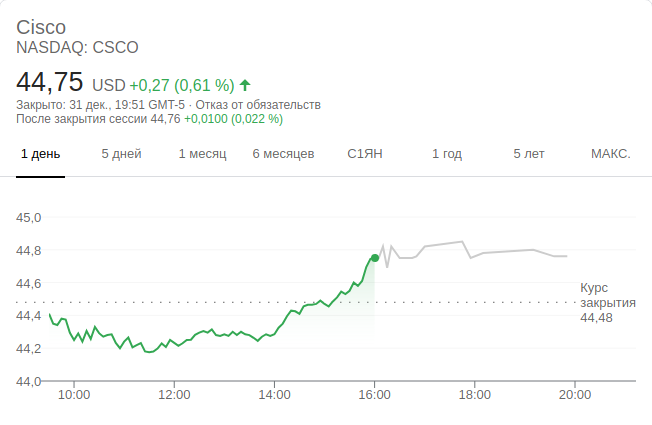 Cisco
NASDAQ: CSCO
44,75 USD +0,27 (0,61 %)
Закрыто: 31 дек., 19:51 GMT-5 · Отказ от обязательств
После закрытия сессии 44,76 +0,0100 (0,022 %)
1 день 5 дней 1 месяц 6 месяцев С1ЯН 1 год 5 лет МАКС.
45,0
44,8
44,6
Курс
закрытия
44,48
44,4
44,2
44,0
10:00 12:00 14:00 16:00 18:00 20:00